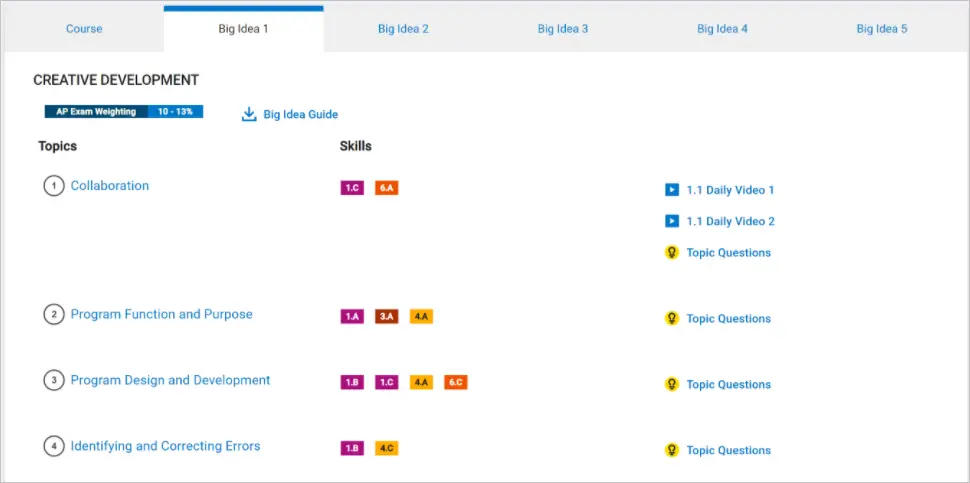 Course Big Idea 1 Big Idea 2 Big Idea 3 Big Idea 4 Big Idea 5
CREATIVE DEVELOPMENT
AP Exam Weighting 10 - 13% Big Idea Guide
Topics Skills
1 Collaboration 1.C 6.A 1.1 Daily Video 1
1.1 Daily Video 2
Topic Questions
2 Program Function and Purpose 1.A 3.A 4.A Topic Questions
3 Program Design and Development 1.B 1.C 4.A 6.C Topic Questions
4 Identifying and Correcting Errors 1.B 4.C Topic Questions